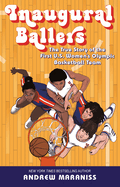 Inaugural
Ballers
The True Story of the
First U.S. Women's Olympic
Basketball Team
NEW YORK TIMES BESTSELLING AUTHOR
ANDREW MARANISS